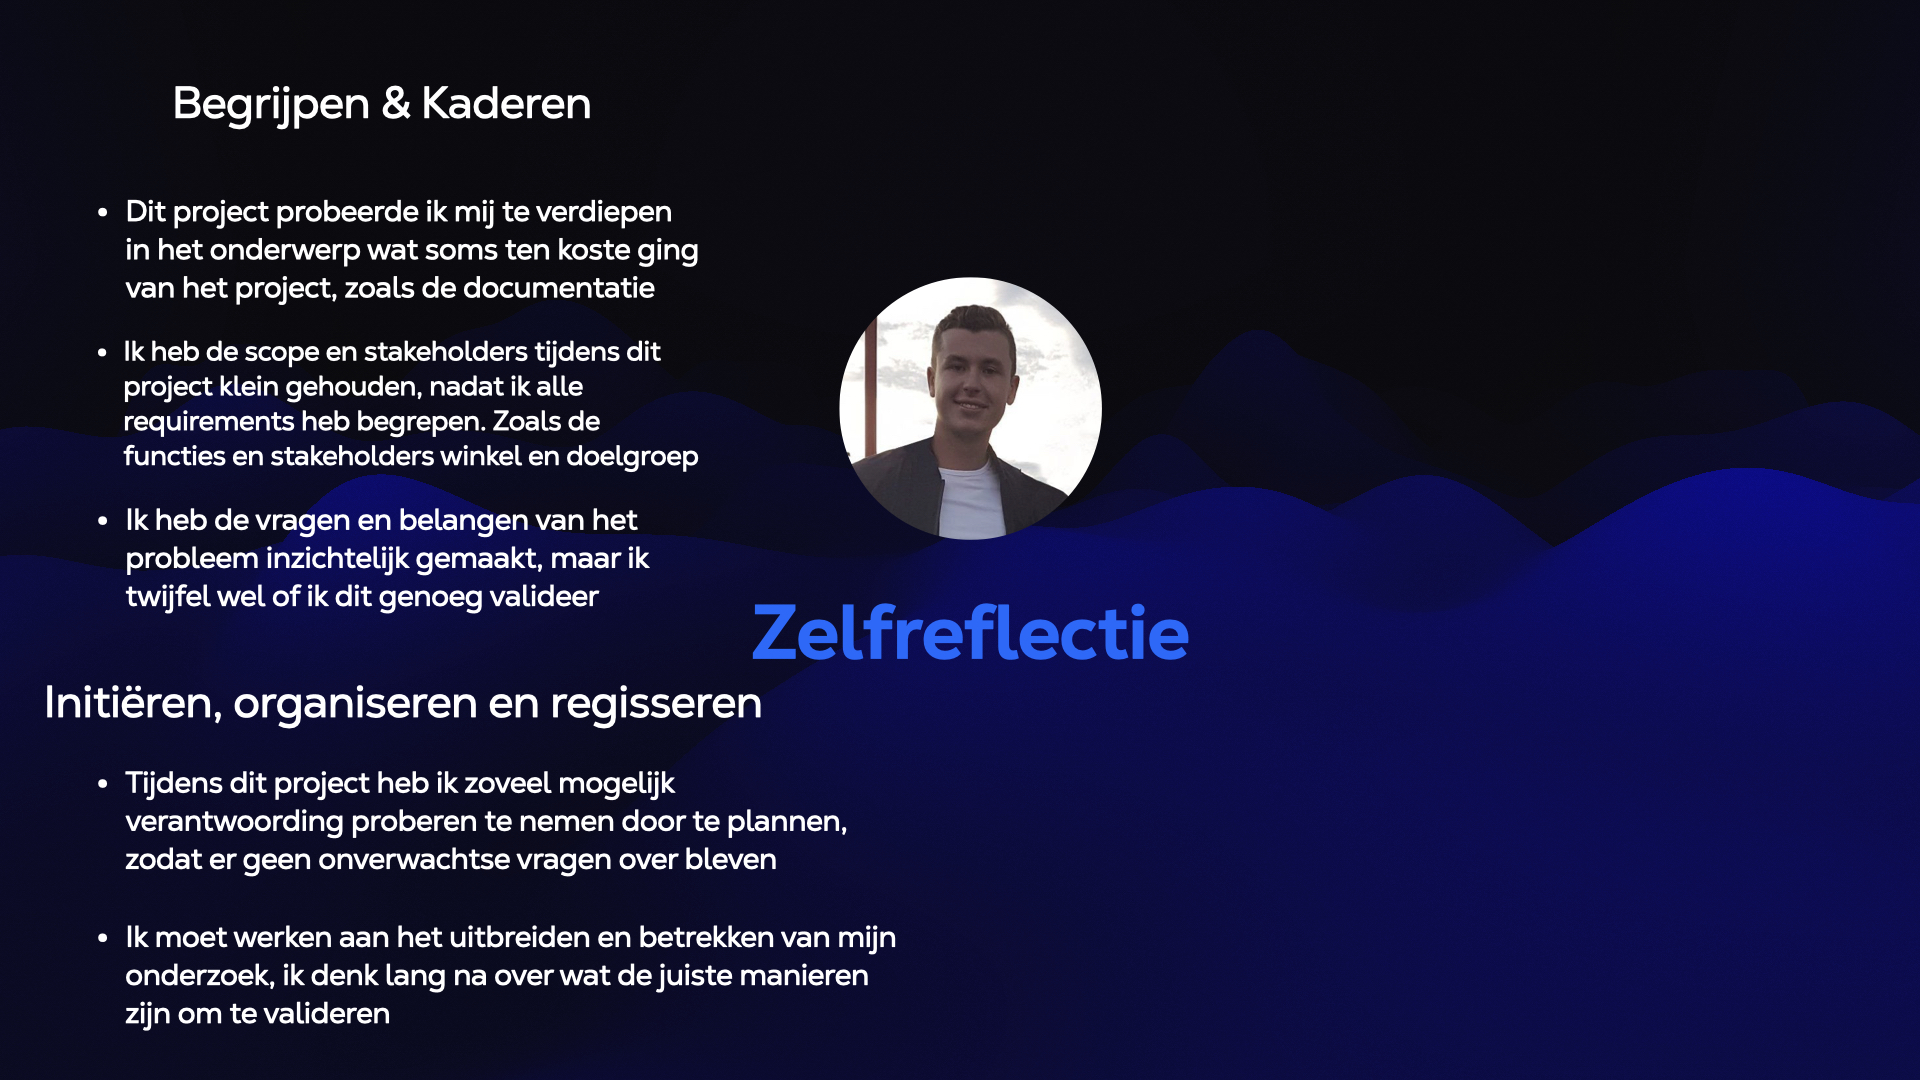 Begrijpen & Kaderen
• Dit project probeerde ik mij te verdiepen
in het onderwerp wat soms ten koste ging
van het project, zoals de documentatie
• Ik heb de scope en stakeholders tijdens dit
project klein gehouden, nadat ik alle
requirements heb begrepen. Zoals de
functies en stakeholders winkel en doelgroep
• Ik heb de vragen en belangen van het
probleem inzichtelijk gemaakt, maar ik
twijfel wel of ik dit genoeg valideer
Zelfreflectie
Initiëren, organiseren en regisseren
• Tijdens dit project heb ik zoveel mogelijk
verantwoording proberen te nemen door te plannen,
zodat er geen onverwachtse vragen over bleven
• Ik moet werken aan het uitbreiden en betrekken van mijn
onderzoek, ik denk lang na over wat de juiste manieren
zijn om te valideren